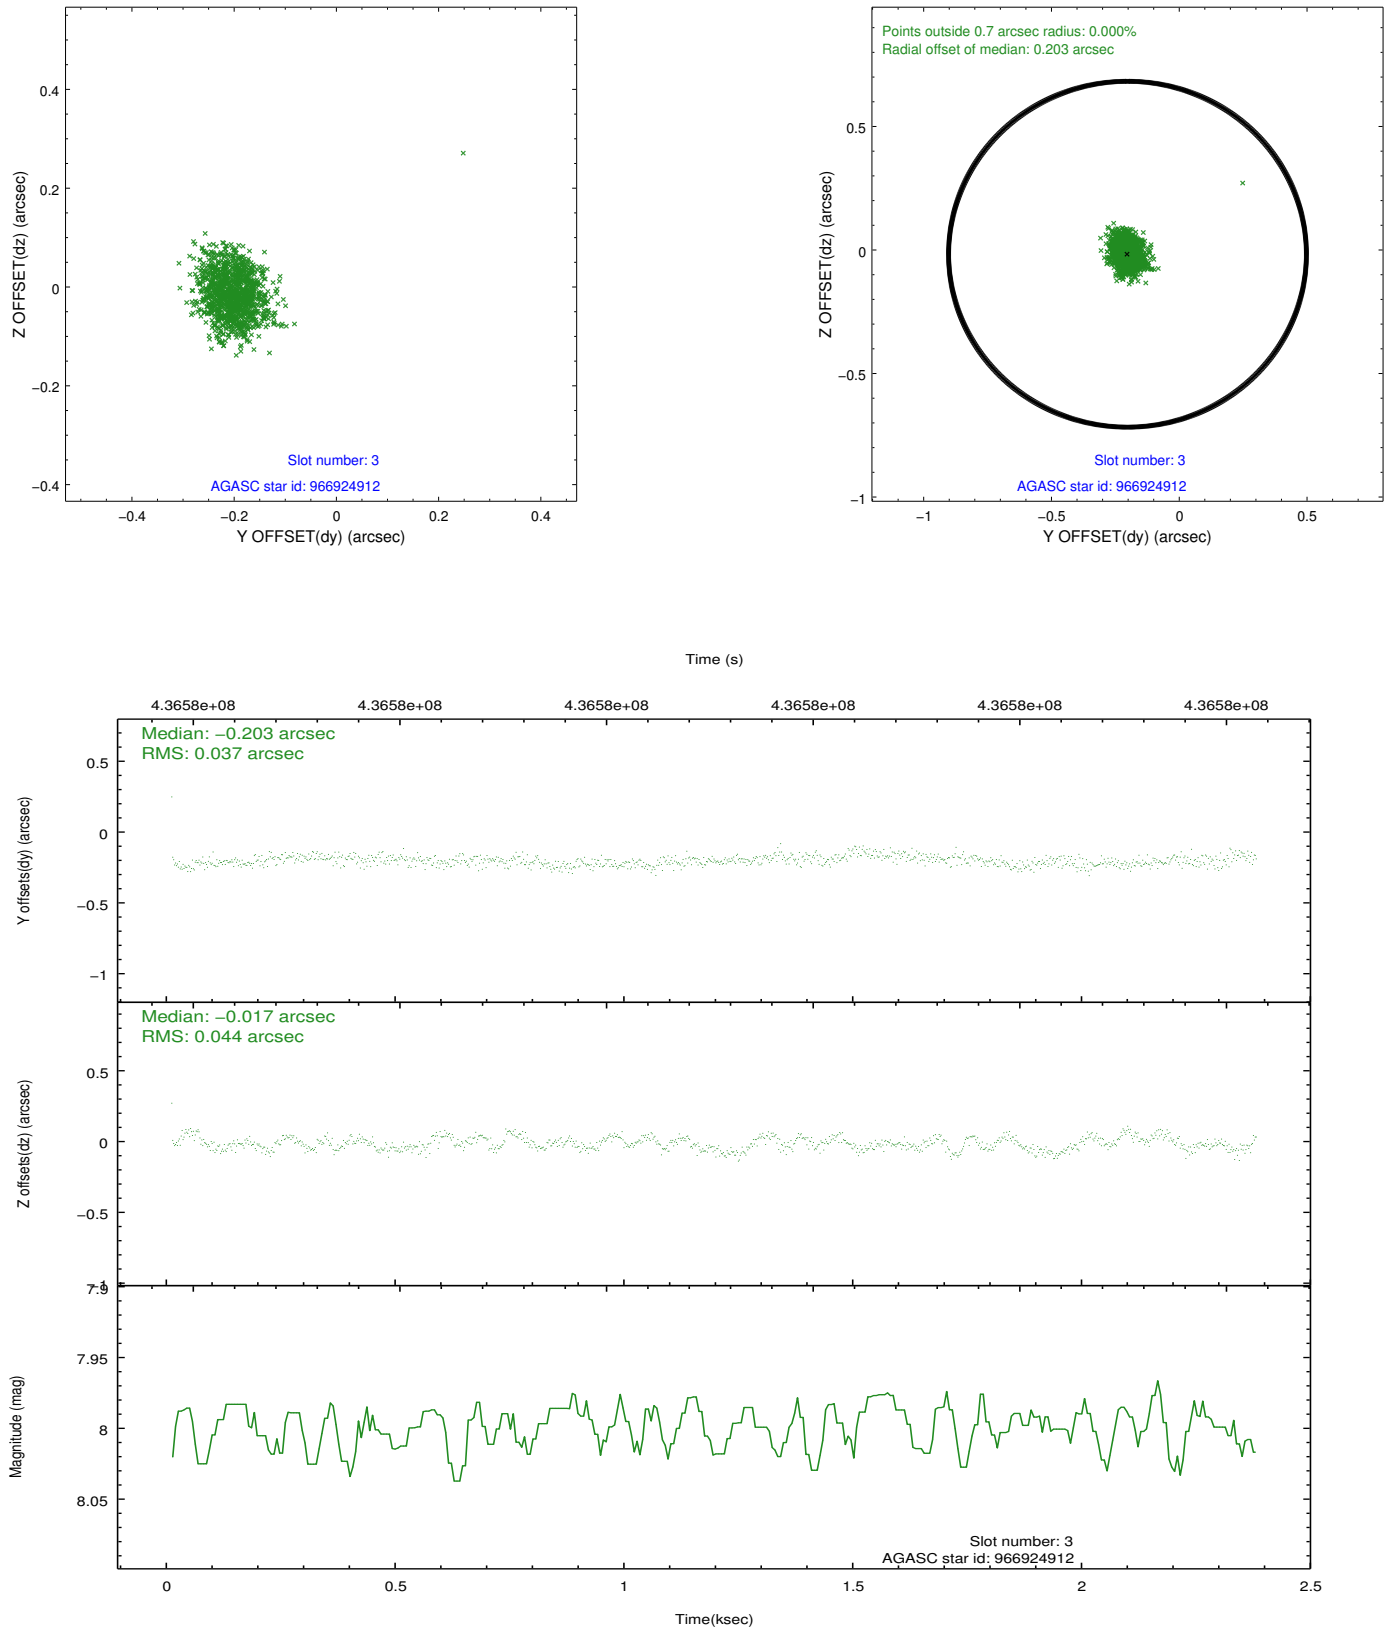 0.4
0.2
0
−0.2
−0.4
Z OFFSET(dz) (arcsec)
Slot number: 3
AGASC star id: 966924912
−0.4 −0.2 0 0.2 0.4
Y OFFSET(dy) (arcsec)
Points outside 0.7 arcsec radius: 0.000%
Radial offset of median: 0.203 arcsec
0.5
0
−0.5
−1
Z OFFSET(dz) (arcsec)
Slot number: 3
AGASC star id: 966924912
−1 −0.5 0 0.5
Y OFFSET(dy) (arcsec)
Time (s)
4.3658e+08 4.3658e+08 4.3658e+08 4.3658e+08 4.3658e+08 4.3658e+08
Median: −0.203 arcsec
RMS: 0.037 arcsec
0.5
0
−0.5
−1
Y offsets(dy) (arcsec)
Median: −0.017 arcsec
RMS: 0.044 arcsec
0.5
0
−0.5
−1
Z offsets(dz) (arcsec)
7.9
7.95
8
8.05
Magnitude (mag)
Slot number: 3
AGASC star id: 966924912
0 0.5 1 1.5 2 2.5
Time(ksec)